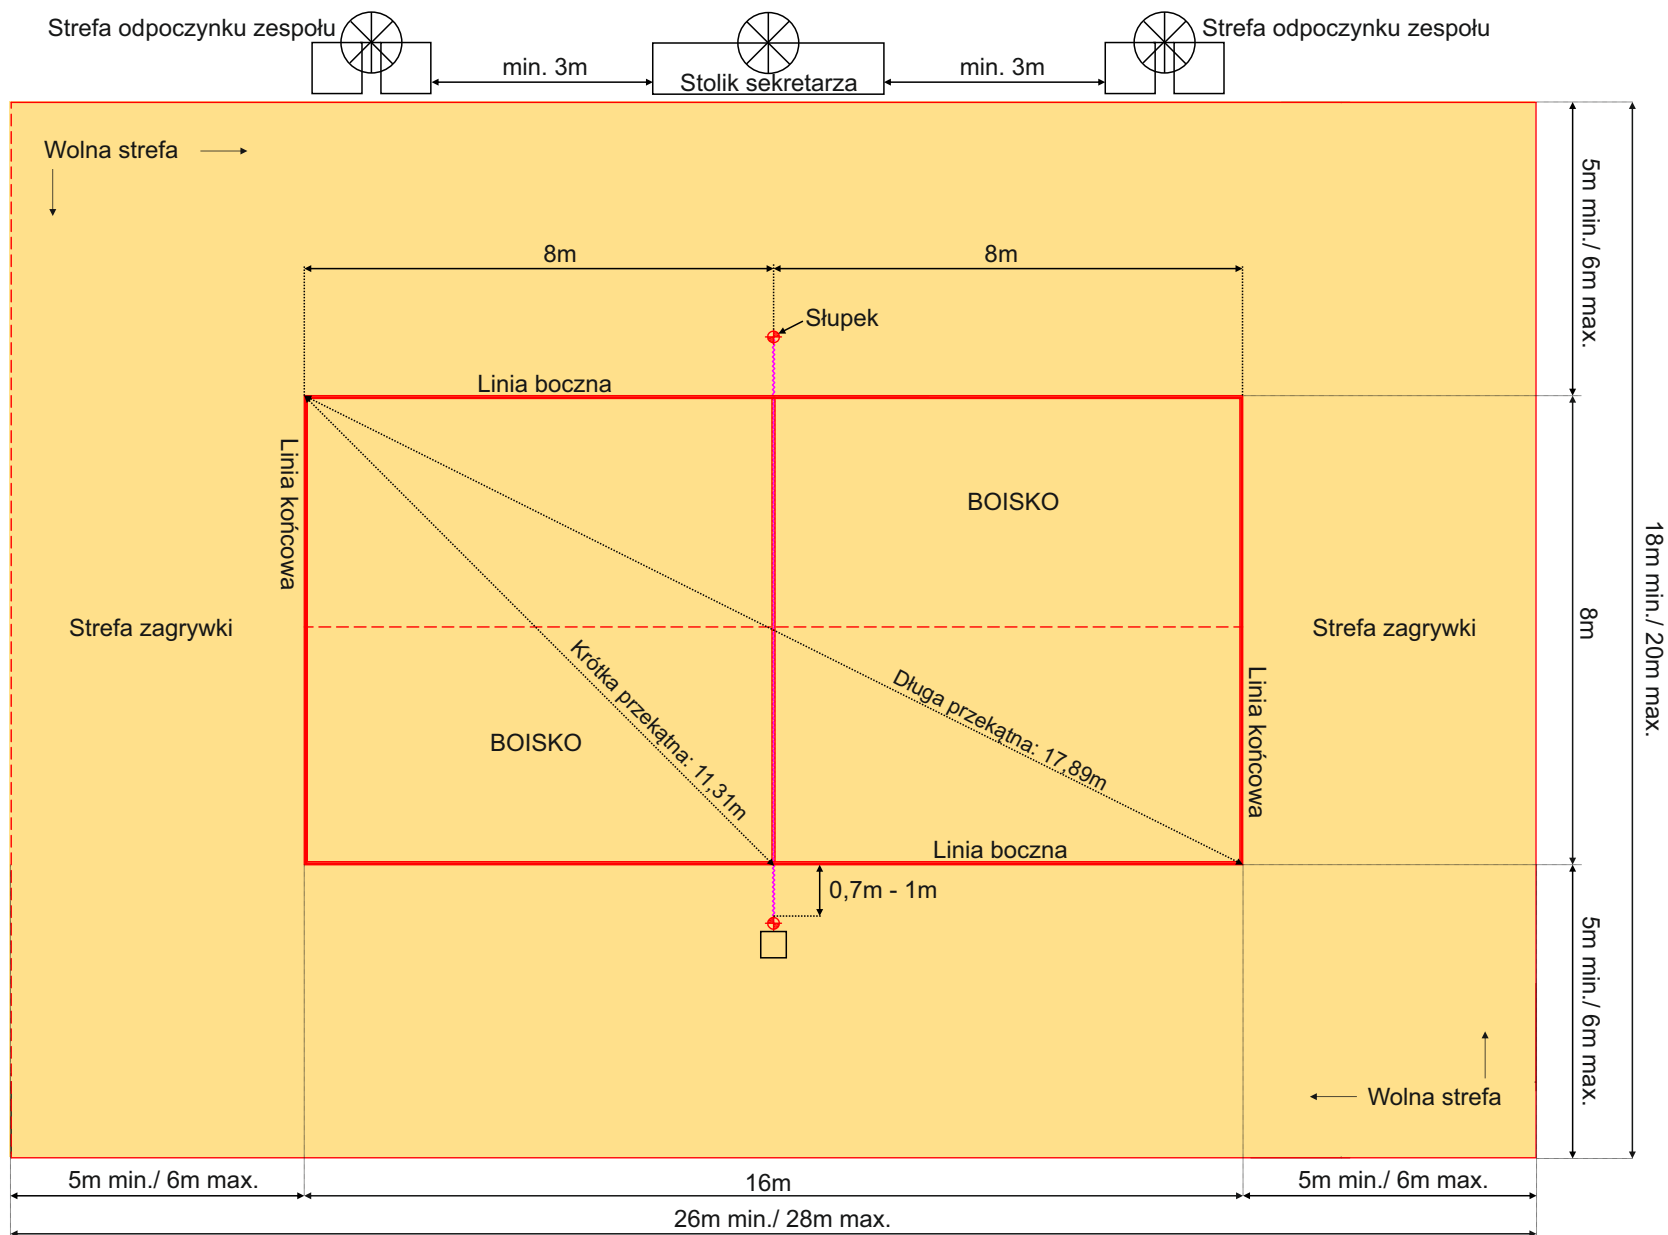 Strefa odpoczynku zespołu
Strefa odpoczynku zespołu
min. 3m
min. 3m
Stolik sekretarza
Wolna strefa
5m min./ 6m max.
8m
8m
Słupek
Linia boczna
Linia końcowa
BOISKO
18m min./ 20m max.
Strefa zagrywki
Strefa zagrywki
8m
Krótka przekątna: 11,31m
Długa przekątna: 17,89m
Linia końcowa
BOISKO
Linia boczna
0,7m - 1m
5m min./ 6m max.
Wolna strefa
5m min./ 6m max.
16m
5m min./ 6m max.
26m min./ 28m max.